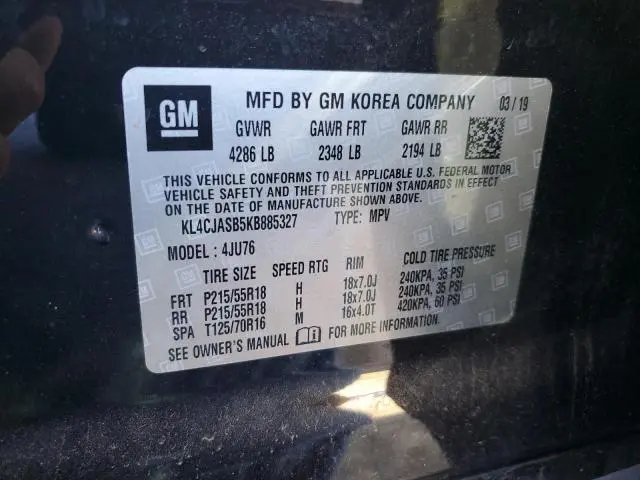 GM MFD BY GM KOREA COMPANY 03/19
GVWR GAWR FRT GAWR RR
4286 LB 2348 LB 2194 LB
THIS VEHICLE CONFORMS TO ALL APPLICABLE U.S. FEDERAL MOTOR
VEHICLE SAFETY AND THEFT PREVENTION STANDARDS IN EFFECT
ON THE DATE OF MANUFACTURE SHOWN ABOVE.
KL4CJASB5KB885327 TYPE: MPV
MODEL: 4JU76
TIRE SIZE SPEED RTG RIM COLD TIRE PRESSURE
FRT P215/55R18 H 18x7.0J 240KPA, 35 PSI
RR P215/55R18 H 18x7.0J 240KPA, 35 PSI
SPA T125/70R16 M 16x4.0T 420KPA, 60 PSI
SEE OWNER'S MANUAL FOR MORE INFORMATION.